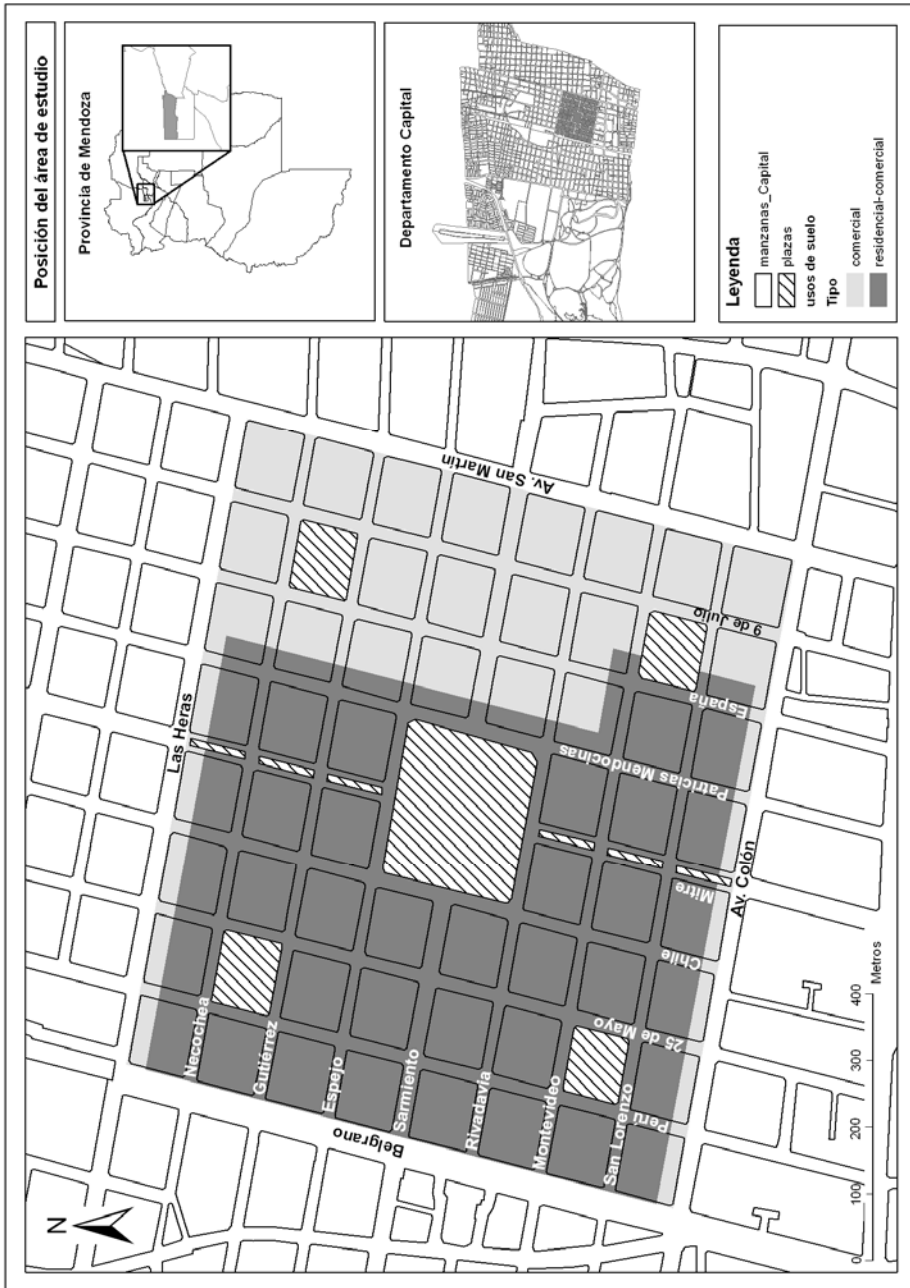 Posición del área de estudio
Provincia de Mendoza
Departamento Capital
Leyenda
manzanas_Capital
plazas
usos de suelo
Tipo
comercial
residencial-comercial
N
Las Heras
Necochea
Gutiérrez
Espejo
Sarmiento
Rivadavia
Montevideo
San Lorenzo
Belgrano
Perú
25 de Mayo
Chile
Mitre
Patricias Mendocinas
España
9 de Julio
Av. San Martín
Av. Colón
0 100 200 300 400
Metros